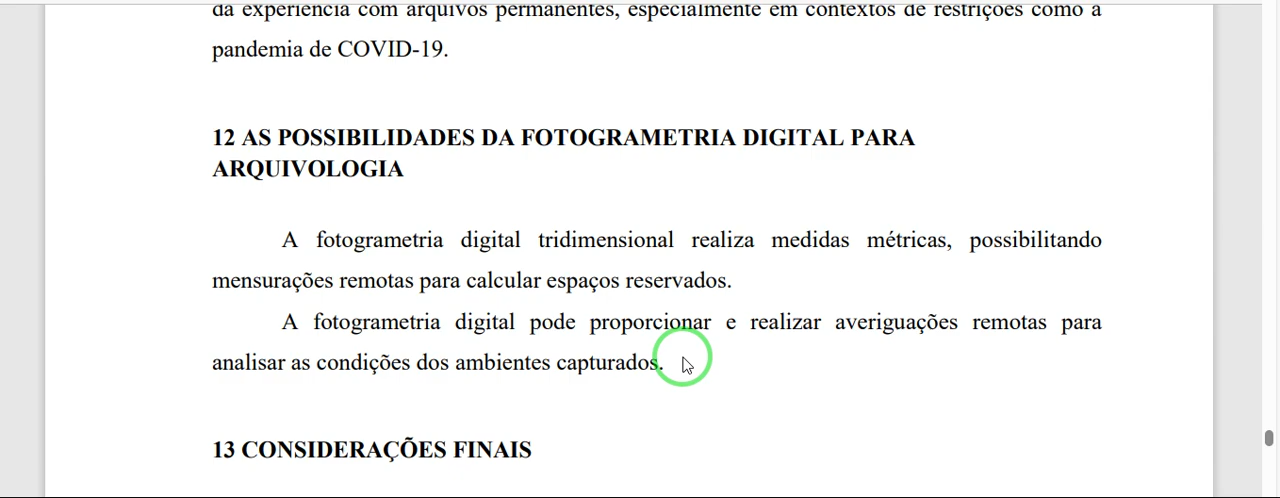 da experiência com arquivos permanentes, especialmente em contextos de restrições como a
pandemia de COVID-19.
12 AS POSSIBILIDADES DA FOTOGRAMETRIA DIGITAL PARA
ARQUIVOLOGIA
A fotogrametria digital tridimensional realiza medidas métricas, possibilitando
mensurações remotas para calcular espaços reservados.
A fotogrametria digital pode proporcionar e realizar averiguações remotas para
analisar as condições dos ambientes capturados.
13 CONSIDERAÇÕES FINAIS